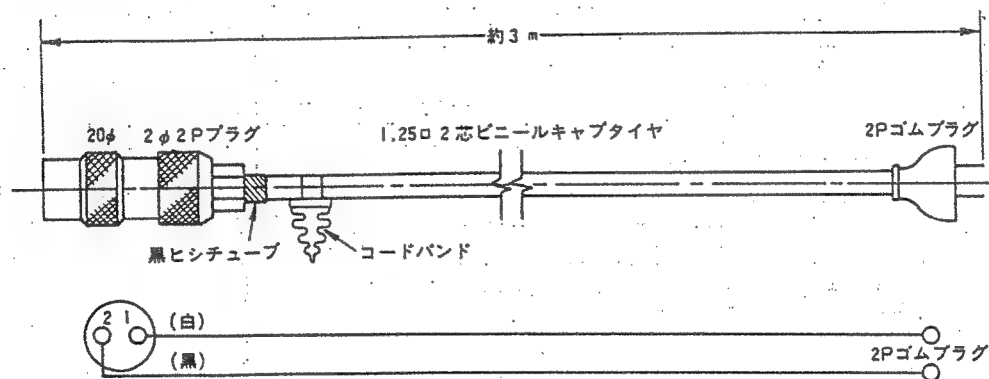 約3 m
20φ
2φ2Pプラグ
1.25□2芯ビニールキャブタイヤ
2Pゴムプラグ
黒ヒシチューブ
コードバンド
2 1
(白)
(黒)
2Pゴムプラグ